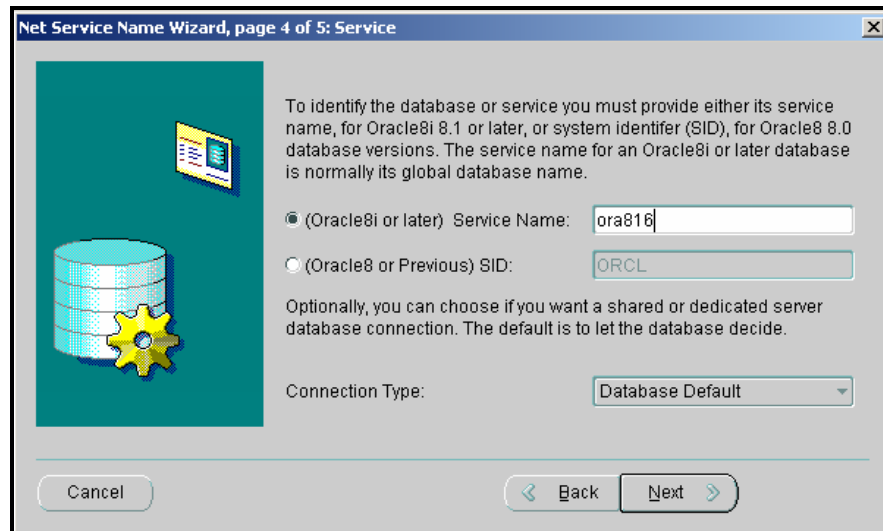 Net Service Name Wizard, page 4 of 5: Service
To identify the database or service you must provide either its service
name, for Oracle8i 8.1 or later, or system identifer (SID), for Oracle8 8.0
database versions. The service name for an Oracle8i or later database
is normally its global database name.
(Oracle8i or later) Service Name: ora816
(Oracle8 or Previous) SID: ORCL
Optionally, you can choose if you want a shared or dedicated server
database connection. The default is to let the database decide.
Connection Type: Database Default
Cancel Back Next